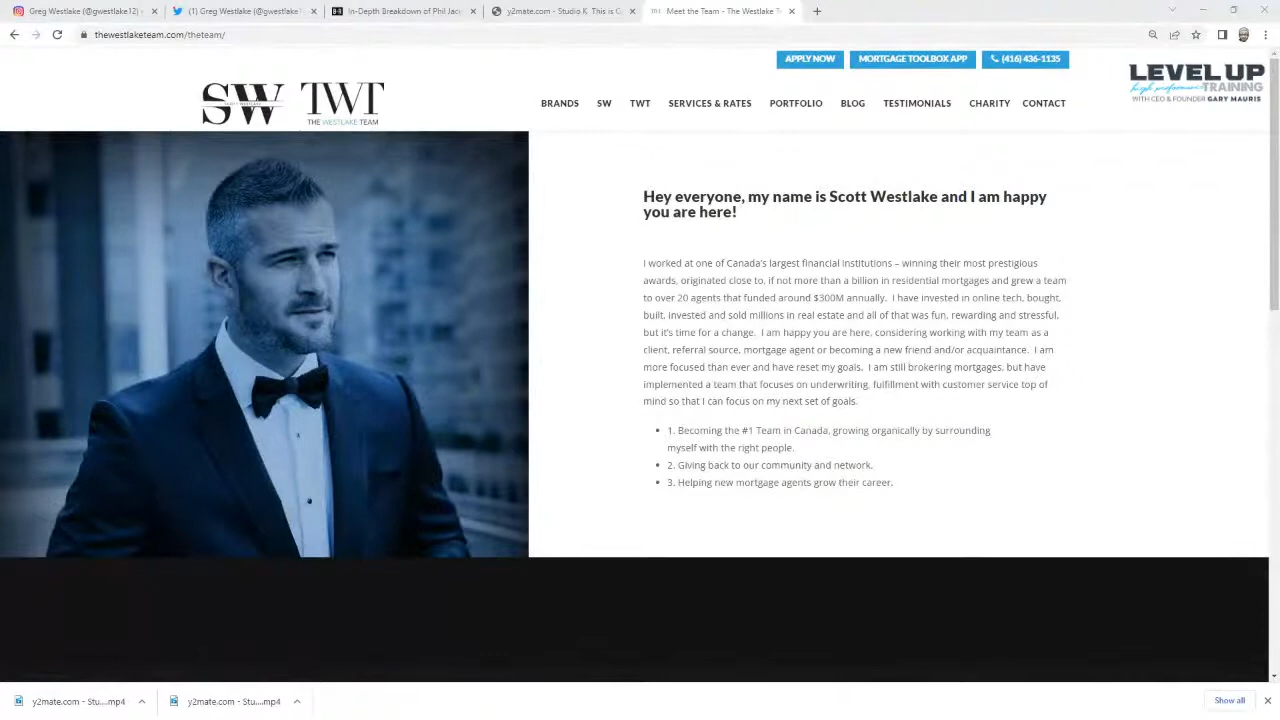 Greg Westlake (@gwestlake12) •
(1) Greg Westlake (@gwestlake1
In-Depth Breakdown of Phil Jac
y2mate.com - Studio K. This is G
Meet the Team - The Westlake T
thewestlaketeam.com/theteam/
APPLY NOW
MORTGAGE TOOLBOX APP
(416) 436-1135
LEVEL UP
high performance TRAINING
WITH CEO & FOUNDER GARY MAURIS
SW
SCOTT WESTLAKE
TWT
THE WESTLAKE TEAM
BRANDS
SW
TWT
SERVICES & RATES
PORTFOLIO
BLOG
TESTIMONIALS
CHARITY
CONTACT
Hey everyone, my name is Scott Westlake and I am happy
you are here!
I worked at one of Canada's largest financial institutions – winning their most prestigious
awards, originated close to, if not more than a billion in residential mortgages and grew a team
to over 20 agents that funded around $300M annually. I have invested in online tech, bought,
built, invested and sold millions in real estate and all of that was fun, rewarding and stressful,
but it's time for a change. I am happy you are here, considering working with my team as a
client, referral source, mortgage agent or becoming a new friend and/or acquaintance. I am
more focused than ever and have reset my goals. I am still brokering mortgages, but have
implemented a team that focuses on underwriting, fulfillment with customer service top of
mind so that I can focus on my next set of goals.
• 1. Becoming the #1 Team in Canada, growing organically by surrounding
myself with the right people.
• 2. Giving back to our community and network.
• 3. Helping new mortgage agents grow their career.
y2mate.com - Stu....mp4
y2mate.com - Stu....mp4
Show all